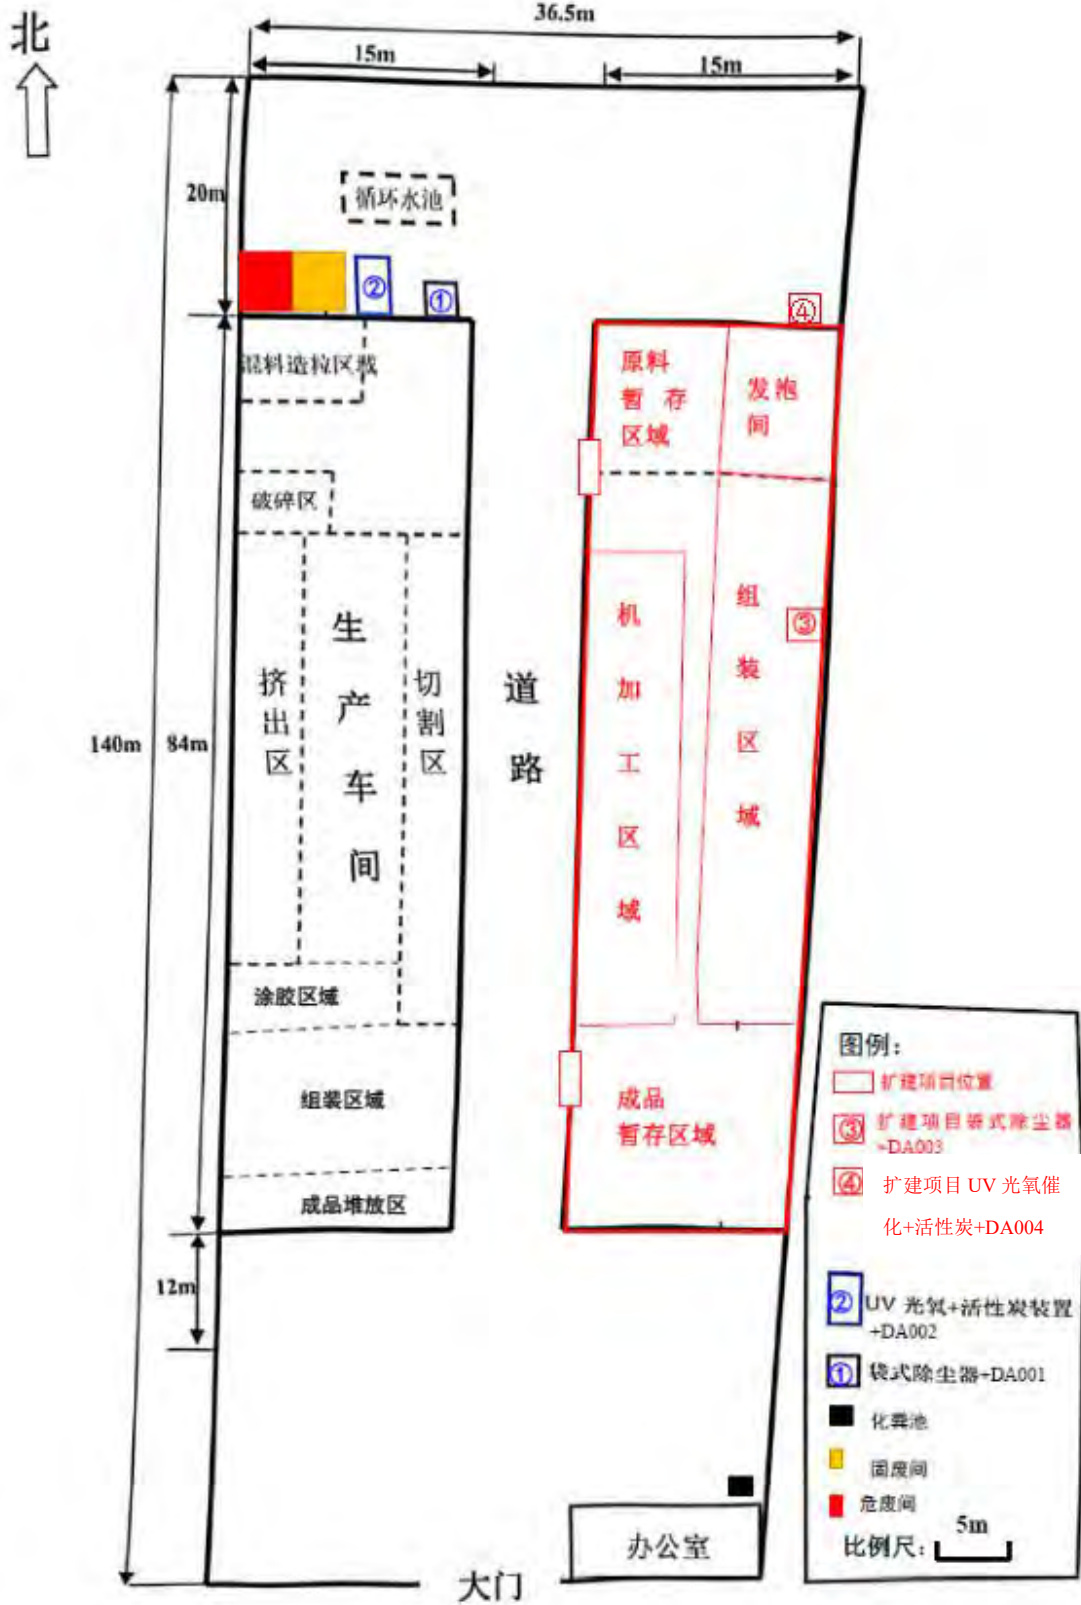 北
36.5m
15m
15m
20m
循环水池
②
①
④
混料造粒区域
原料
暂存
区域
发泡
间
破碎区
生产车间
挤出区
切割区
道路
机加工区域
组装区域
③
140m
84m
涂胶区域
组装区域
成品堆放区
成品
暂存区域
12m
办公室
大门
图例：
扩建项目位置
③ 扩建项目袋式除尘器
+DA003
④ 扩建项目 UV 光氧催
化+活性炭+DA004
② UV 光氧+活性炭装置
+DA002
① 袋式除尘器+DA001
化粪池
固废间
危废间
比例尺： 5m